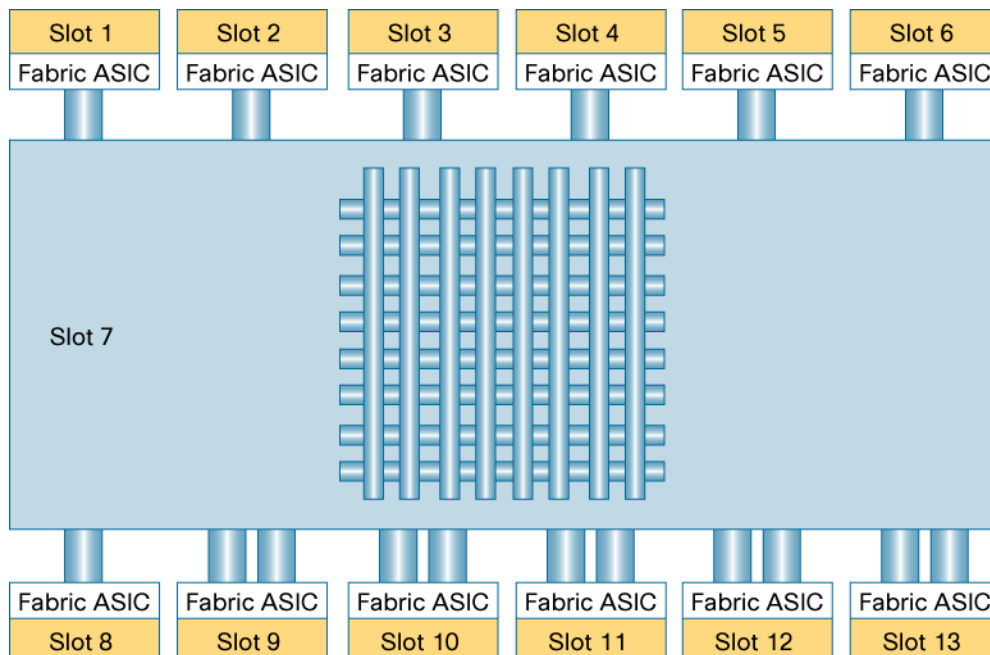 Slot 1
Fabric ASIC
Slot 2
Fabric ASIC
Slot 3
Fabric ASIC
Slot 4
Fabric ASIC
Slot 5
Fabric ASIC
Slot 6
Fabric ASIC
Slot 7
Fabric ASIC
Slot 8
Fabric ASIC
Slot 9
Fabric ASIC
Slot 10
Fabric ASIC
Slot 11
Fabric ASIC
Slot 12
Fabric ASIC
Slot 13